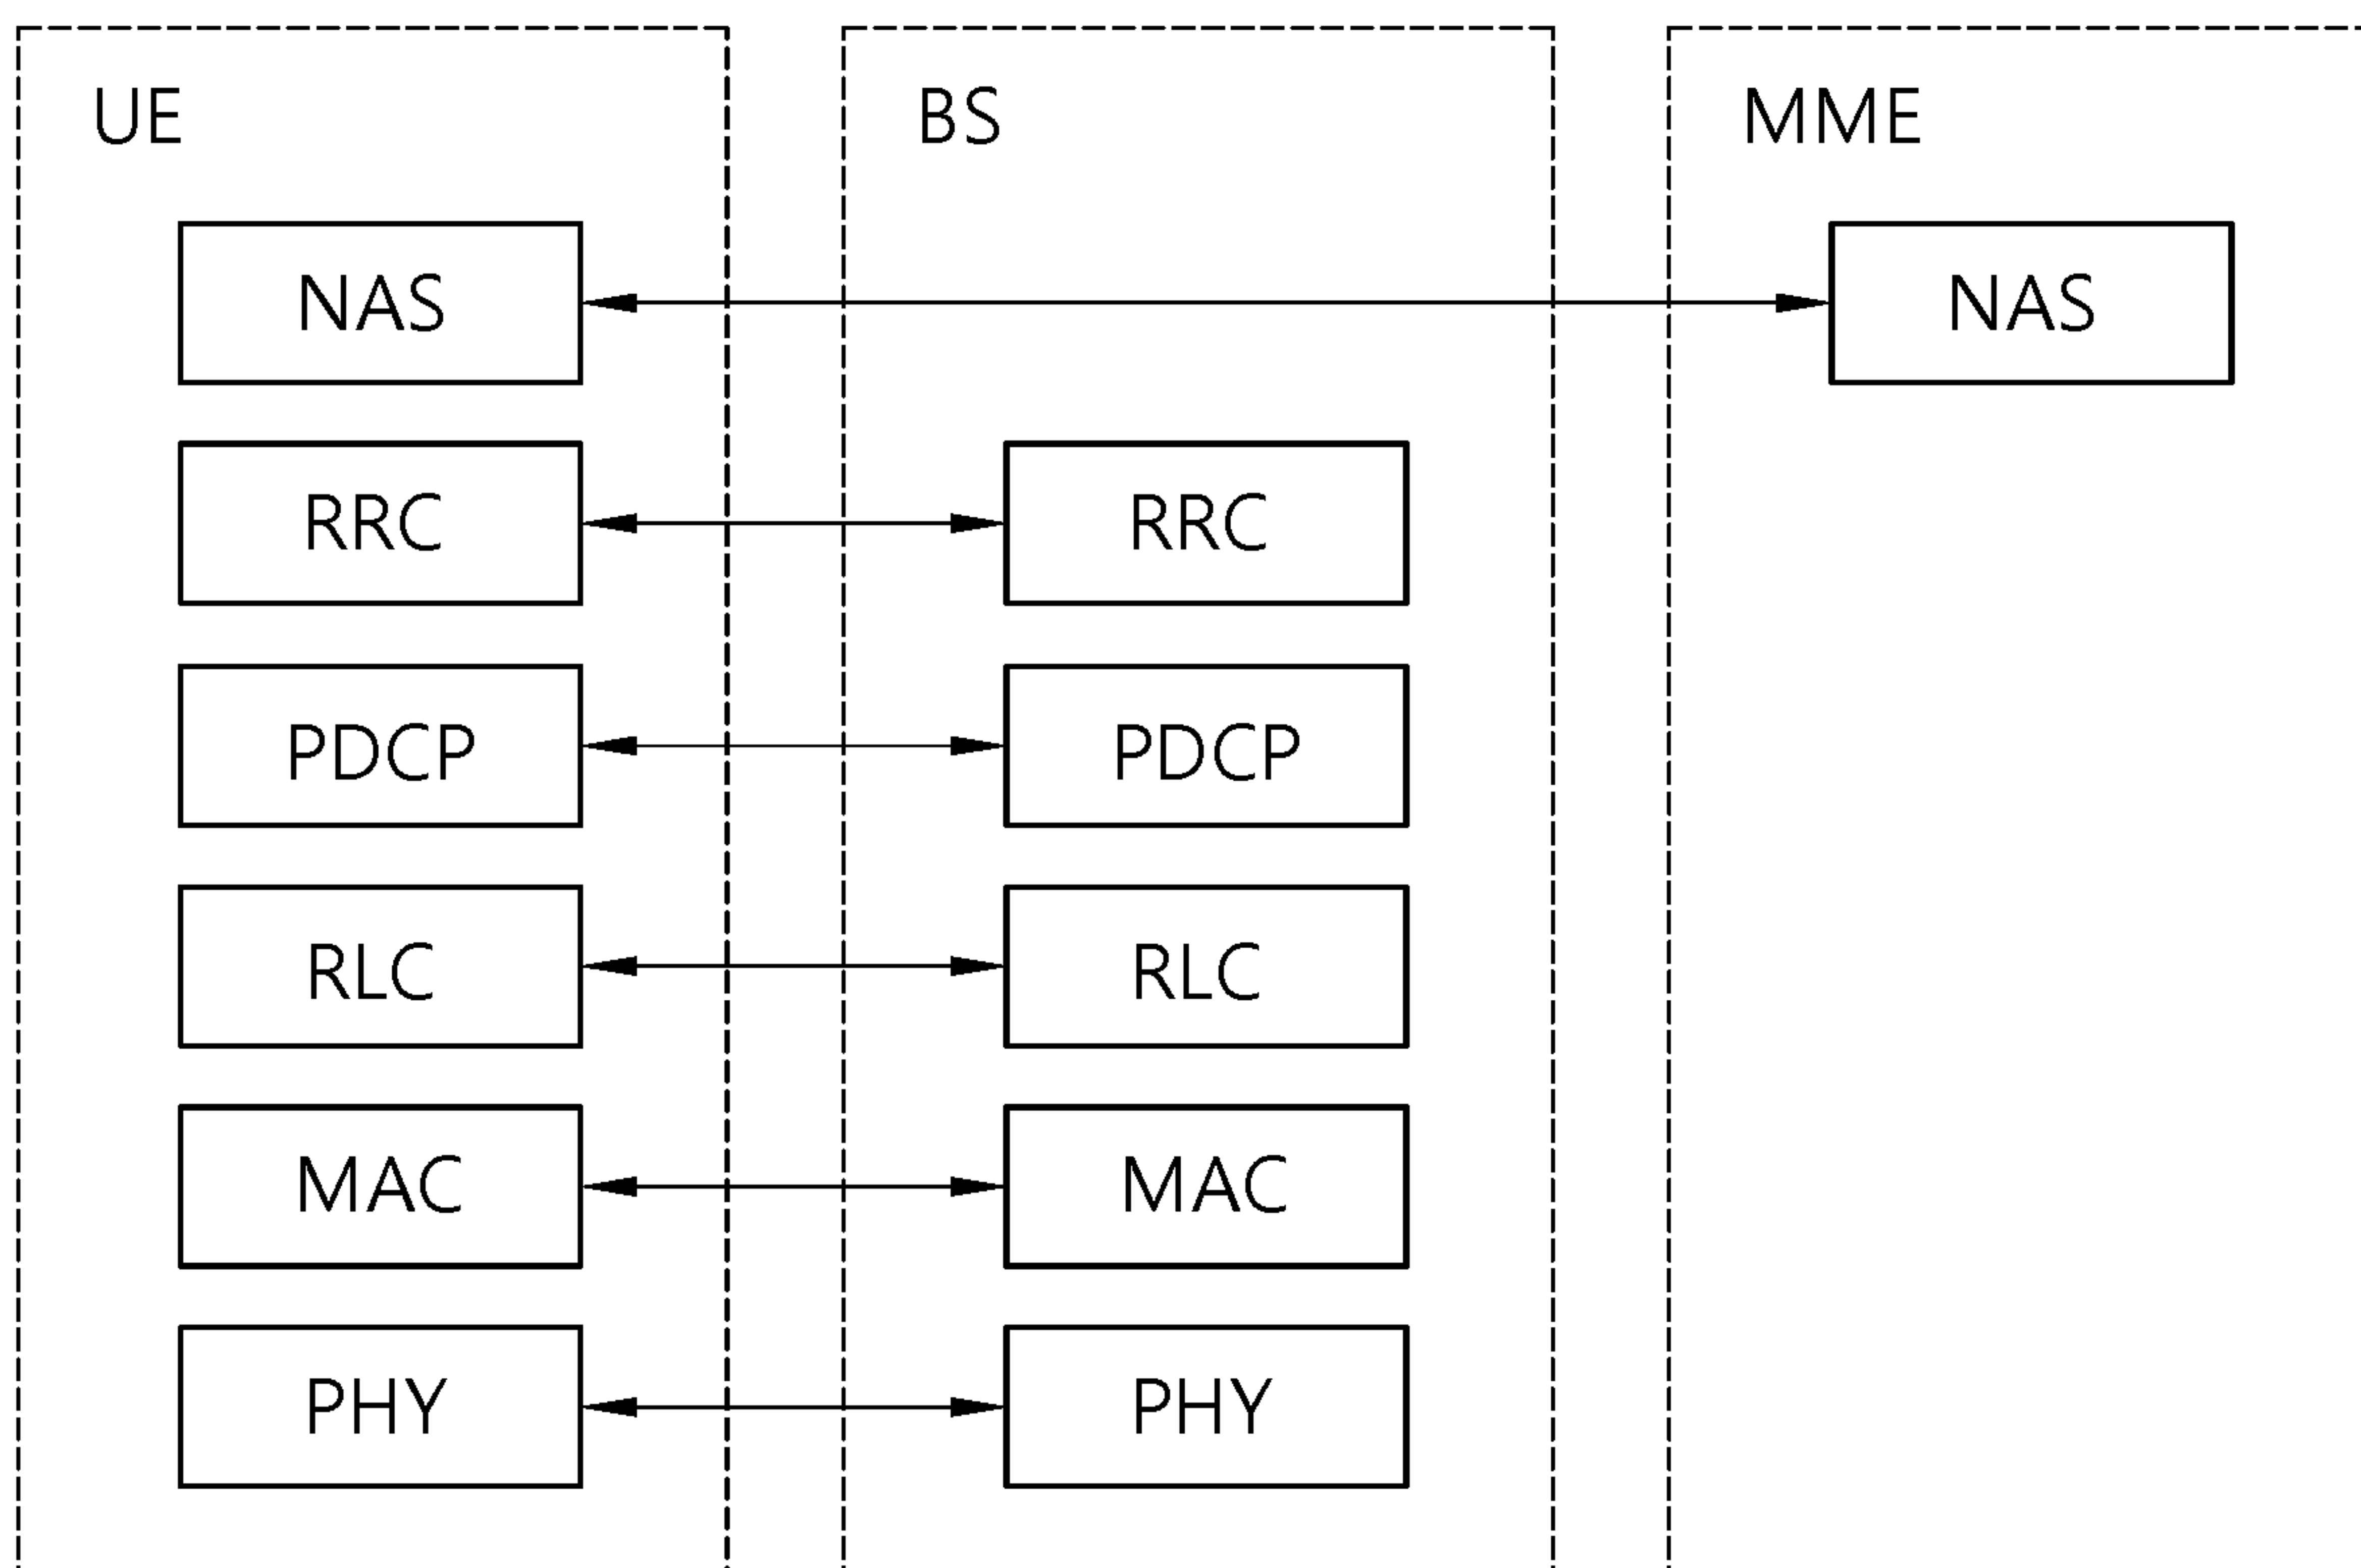 UE
BS
MME
NAS
NAS
RRC
RRC
PDCP
PDCP
RLC
RLC
MAC
MAC
PHY
PHY